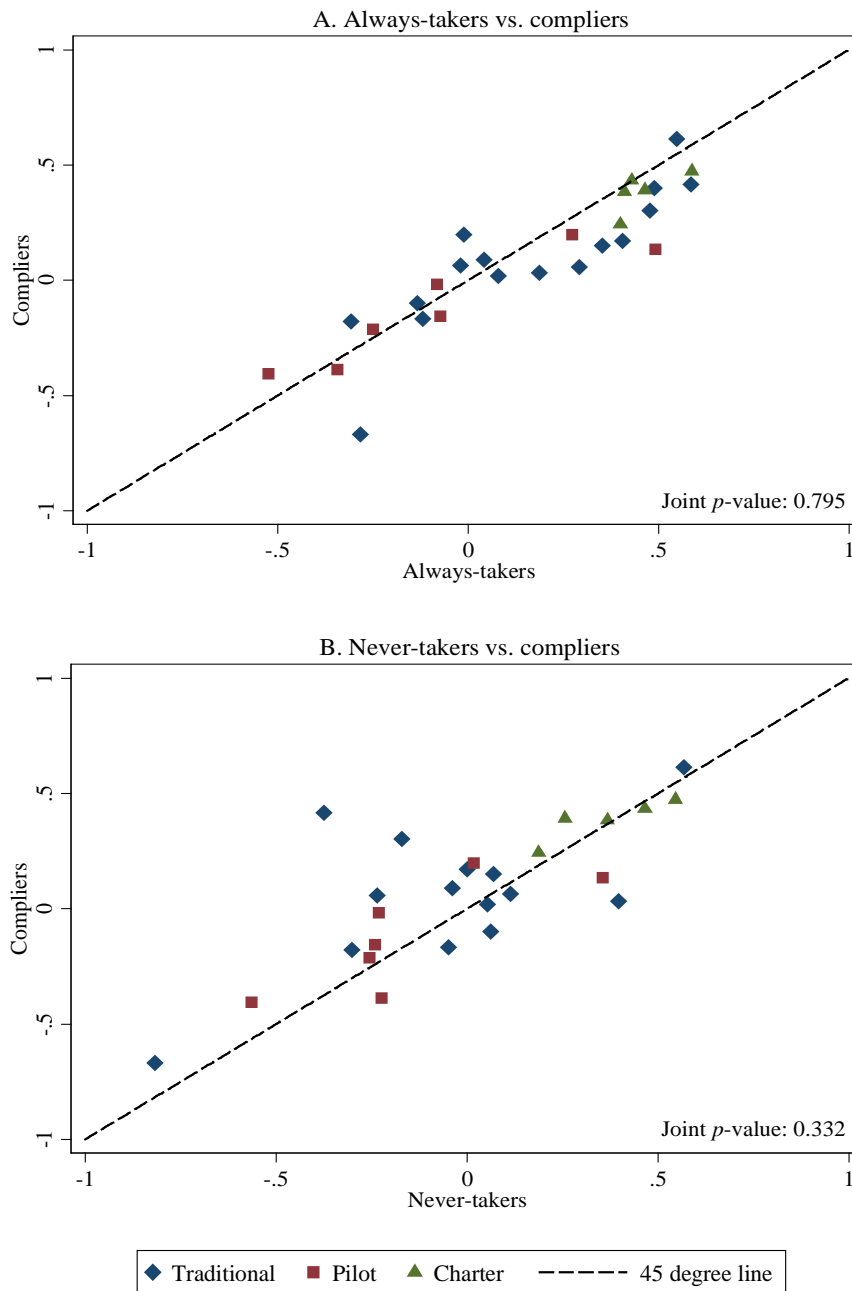 A. Always-takers vs. compliers
1
.5
0
-.5
-1
Compliers
Joint p-value: 0.795
-1 -.5 0 .5 1
Always-takers
B. Never-takers vs. compliers
1
.5
0
-.5
-1
Compliers
Joint p-value: 0.332
-1 -.5 0 .5 1
Never-takers
Traditional Pilot Charter 45 degree line